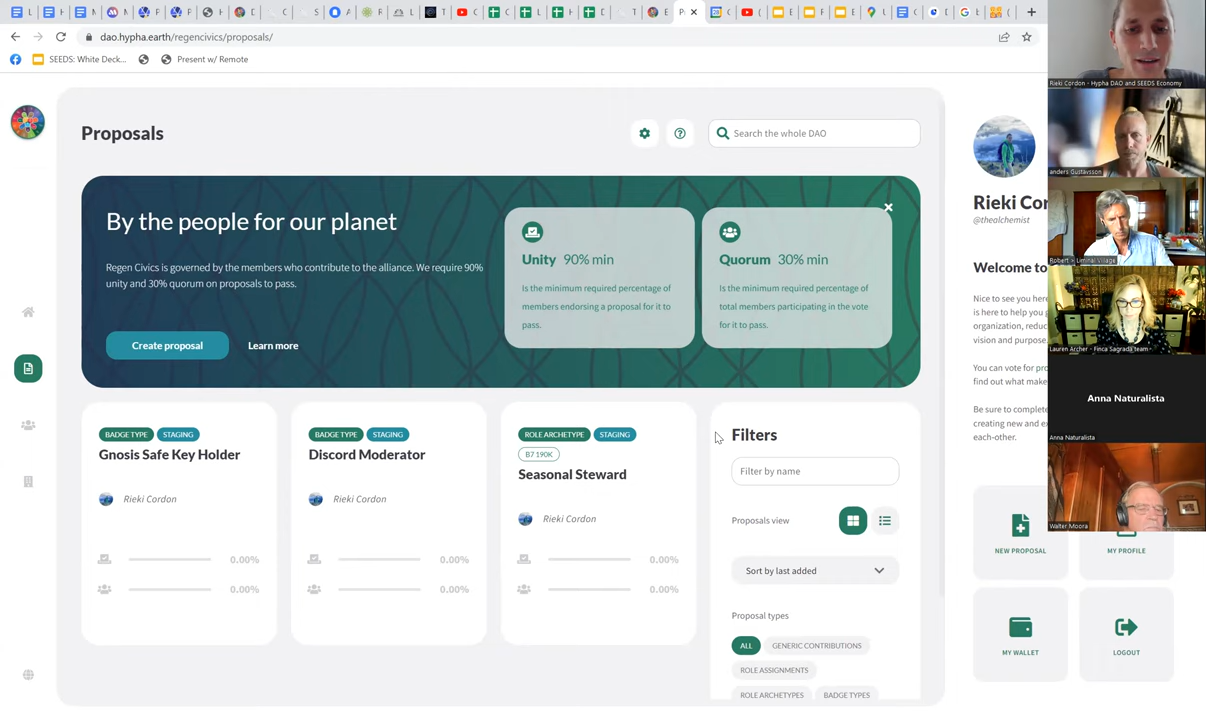 dao.hypha.earth/regencivics/proposals/
SEEDS: White Deck...
Present w/ Remote
Proposals
Search the whole DAO
By the people for our planet
Regen Civics is governed by the members who contribute to the alliance. We require 90%
unity and 30% quorum on proposals to pass.
Create proposal
Learn more
Unity 90% min
Is the minimum required percentage of
members endorsing a proposal for it to
pass.
Quorum 30% min
Is the minimum required percentage of
total members participating in the vote
for it to pass.
BADGE TYPE
STAGING
Gnosis Safe Key Holder
Rieki Cordon
0.00%
0.00%
BADGE TYPE
STAGING
Discord Moderator
Rieki Cordon
0.00%
0.00%
ROLE ARCHETYPE
STAGING
B7 190K
Seasonal Steward
Rieki Cordon
0.00%
0.00%
Filters
Filter by name
Proposals view
Sort by last added
Proposal types
ALL
GENERIC CONTRIBUTIONS
ROLE ASSIGNMENTS
ROLE ARCHETYPES
BADGE TYPES
Rieki Cor
@thealchemist
Welcome to
Nice to see you here
is here to help you
organization, reduc
vision and purpose.
You can vote for pro
find out what make
Be sure to complete
creating new and e
each-other.
NEW PROPOSAL
MY PROFILE
MY WALLET
LOGOUT
Rieki Cordon - Hypha DAO and SEEDS Economy
anders Gustavsson
Robert - Liminal Village
Lauren Archer - Finca Sagrada team
Anna Naturalista
Anna Naturalista
Walter Moora